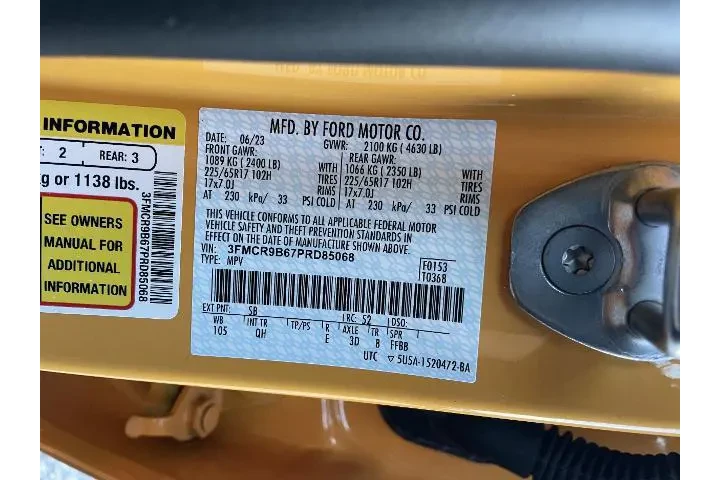 INFORMATION
2
REAR: 3
g or 1138 lbs.
SEE OWNERS
MANUAL FOR
ADDITIONAL
INFORMATION
3FMCR9B67PRD85068
MFD. BY FORD MOTOR CO.
DATE: 06/23 GVWR: 2100 KG ( 4630 LB)
FRONT GAWR: REAR GAWR:
1089 KG (2400 LB) WITH 1066 KG ( 2350 LB) WITH
225/65R17 102H TIRES 225/65R17 102H TIRES
17x7.0J RIMS 17x7.0J RIMS
AT 230 kPa/ 33 PSI COLD AT 230 kPa/ 33 PSI COLD
THIS VEHICLE CONFORMS TO ALL APPLICABLE FEDERAL MOTOR
VEHICLE SAFETY AND THEFT PREVENTION STANDARDS IN EFFECT ON
THE DATE OF MANUFACTURE SHOWN ABOVE.
VIN: 3FMCR9B67PRD85068 F0153
TYPE: MPV T0368
EXT PNT: SB RC: 52 DSO:
WB INT TR TP/PS R AXLE TR SPR
105 QH E 3D 8 FFBB
UTC ▽ 5U5A-1520472-BA